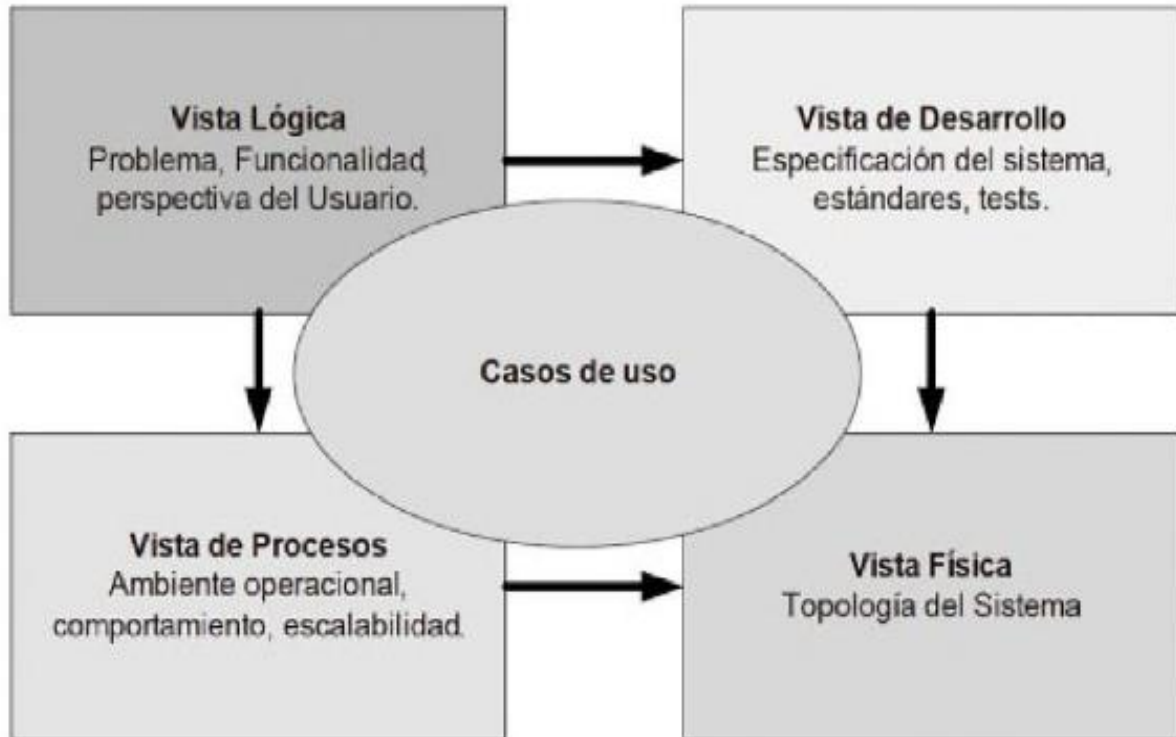 Vista Lógica
Problema, Funcionalidad,
perspectiva del Usuario.
Vista de Desarrollo
Especificación del sistema,
estándares, tests.
Casos de uso
Vista de Procesos
Ambiente operacional,
comportamiento, escalabilidad.
Vista Física
Topología del Sistema